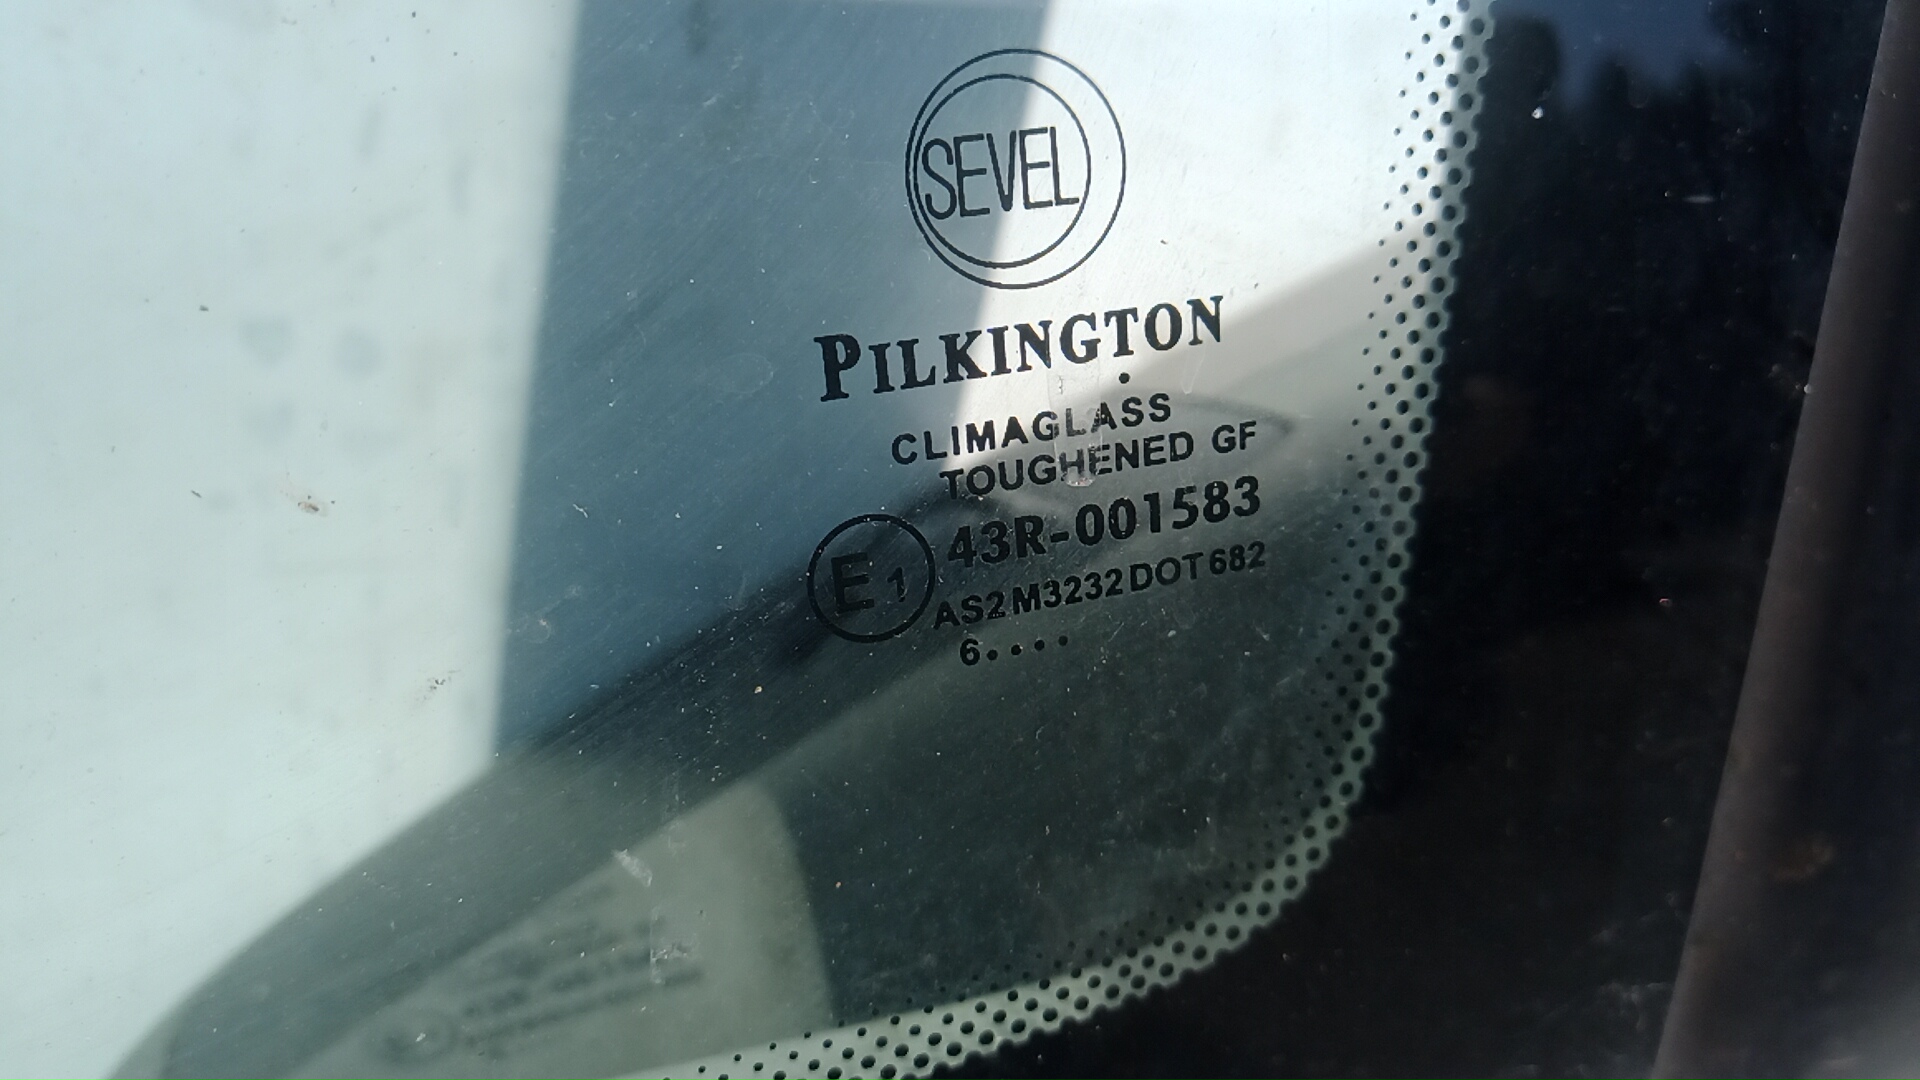 SEVEL
PILKINGTON
CLIMAGLASS
TOUGHENED GF
43R-001583
E1
AS2 M3232 DOT 682
6....